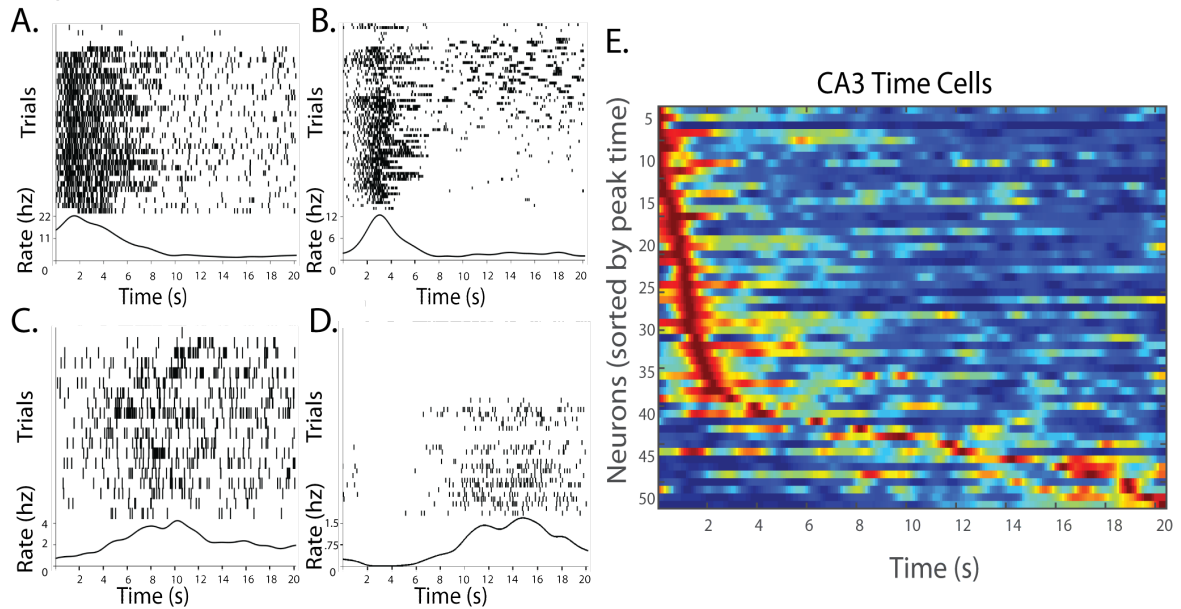 A.
Trials
Rate (hz)
22
11
0
0 2 4 6 8 10 12 14 16 18 20
Time (s)
B.
Trials
Rate (hz)
12
6
0
2 4 6 8 10 12 14 16 18 20
Time (s)
C.
Trials
Rate (hz)
4
2
0
2 4 6 8 10 12 14 16 18 20
Time (s)
D.
Trials
Rate (hz)
1.5
.75
0
0 2 4 6 8 10 12 14 16 18 20
Time (s)
E.
CA3 Time Cells
Neurons (sorted by peak time)
5
10
15
20
25
30
35
40
45
50
2 4 6 8 10 12 14 16 18 20
Time (s)